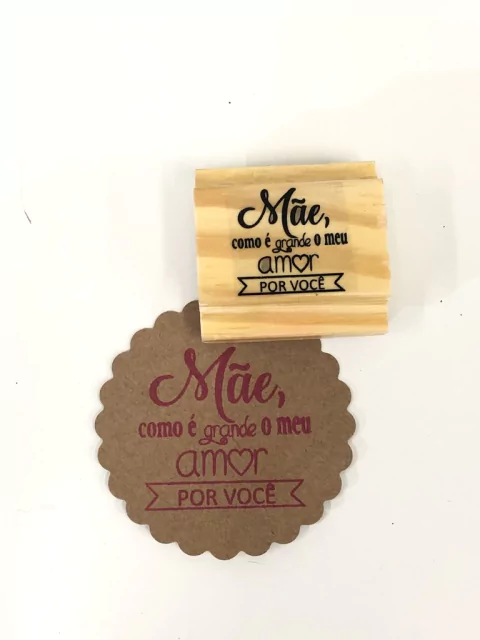 Mãe,
como é grande o meu
amor
POR VOCÊ
Mãe,
como é grande o meu
amor
POR VOCÊ